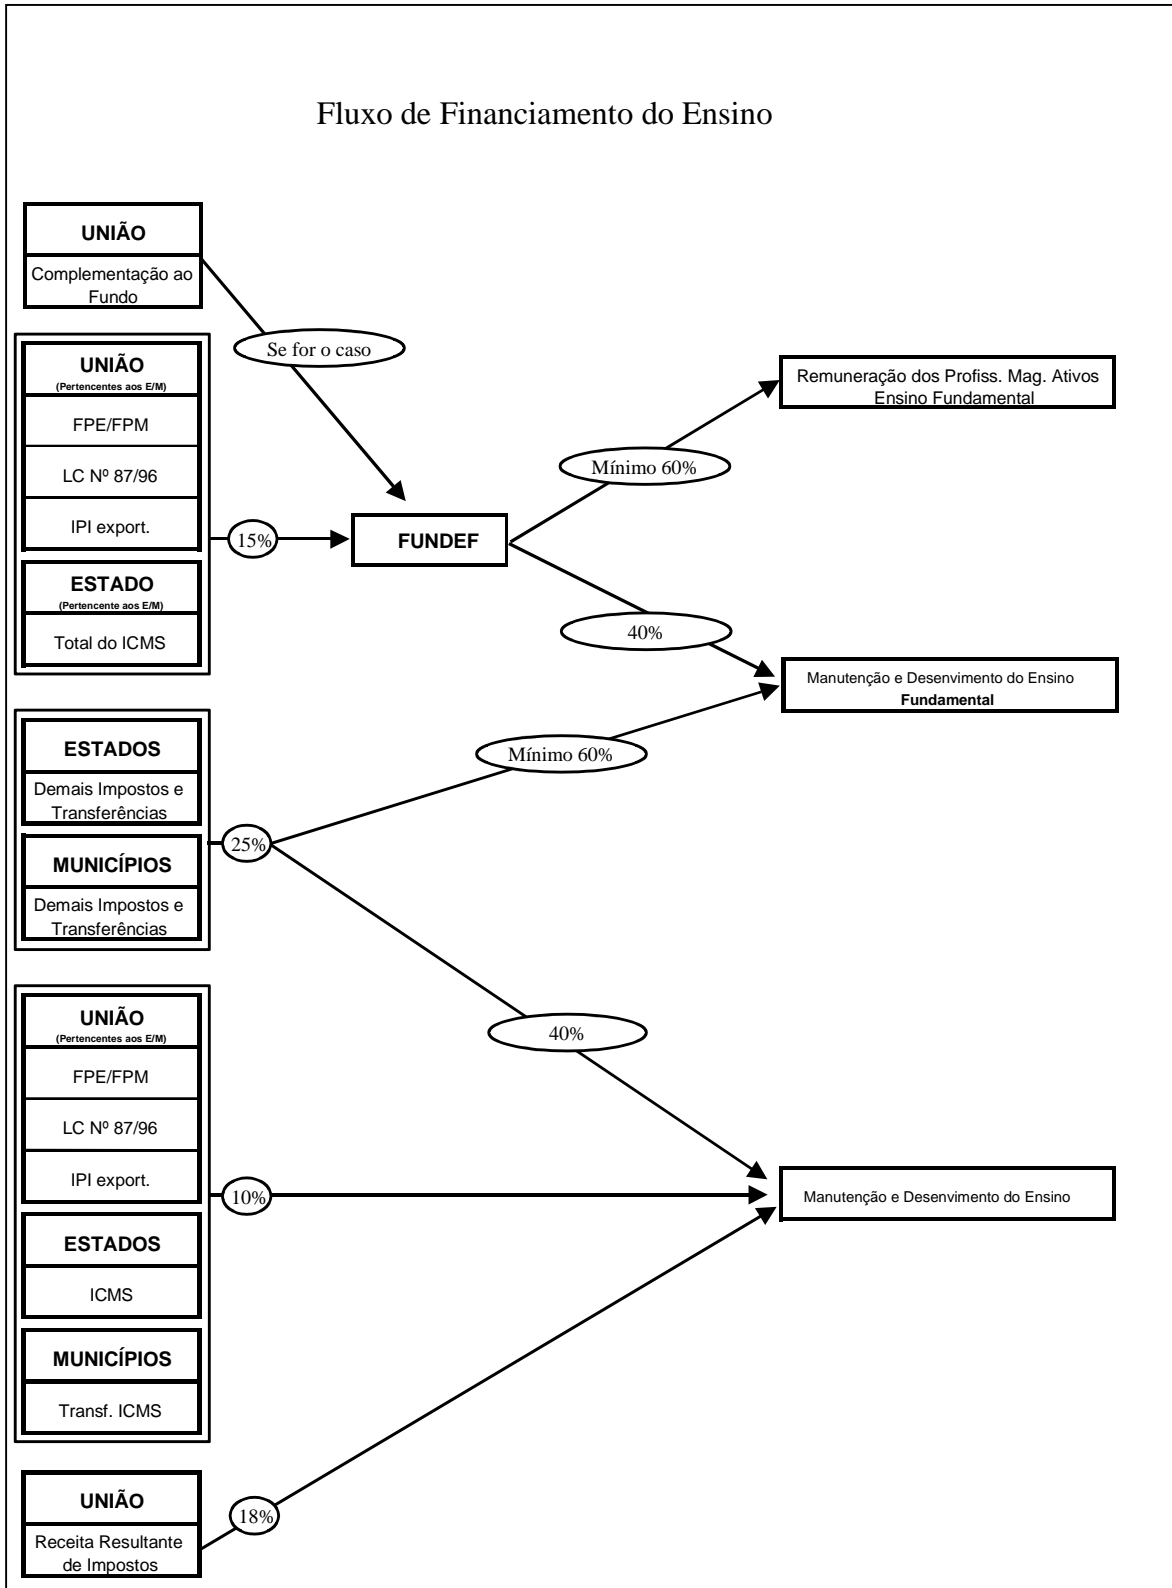 Fluxo de Financiamento do Ensino
UNIÃO
Complementação ao
Fundo
Se for o caso
UNIÃO
(Pertencentes aos E/M)
FPE/FPM
LC Nº 87/96
IPI export.
ESTADO
(Pertencente aos E/M)
Total do ICMS
15%
FUNDEF
Mínimo 60%
Remuneração dos Profiss. Mag. Ativos
Ensino Fundamental
40%
Manutenção e Desenvimento do Ensino
Fundamental
ESTADOS
Demais Impostos e
Transferências
MUNICÍPIOS
Demais Impostos e
Transferências
25%
Mínimo 60%
40%
UNIÃO
(Pertencentes aos E/M)
FPE/FPM
LC Nº 87/96
IPI export.
ESTADOS
ICMS
MUNICÍPIOS
Transf. ICMS
10%
Manutenção e Desenvimento do Ensino
UNIÃO
Receita Resultante
de Impostos
18%